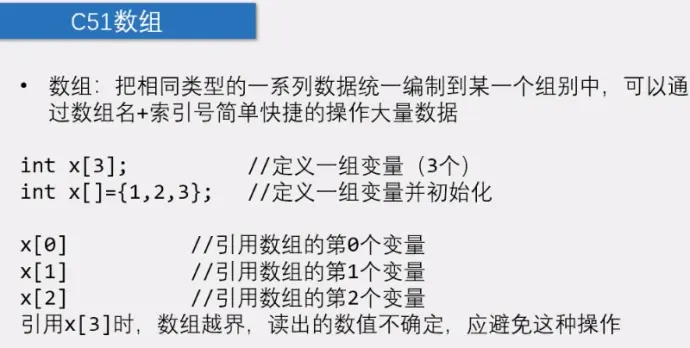 C51数组
• 数组：把相同类型的一系列数据统一编制到某一个组别中，可以通
过数组名+索引号简单快捷的操作大量数据
int x[3]; //定义一组变量（3个）
int x[]={1,2,3}; //定义一组变量并初始化
x[0] //引用数组的第0个变量
x[1] //引用数组的第1个变量
x[2] //引用数组的第2个变量
引用x[3]时，数组越界，读出的数值不确定，应避免这种操作